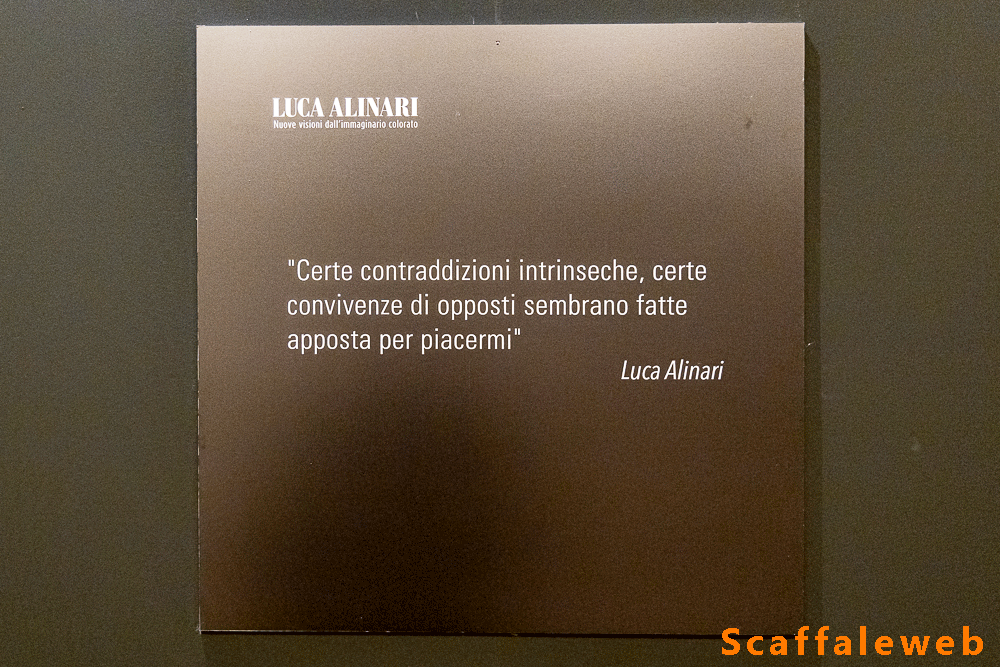 LUCA ALINARI
Nuove visioni dall'immaginario colorato
"Certe contraddizioni intrinseche, certe
convivenze di opposti sembrano fatte
apposta per piacermi"
Luca Alinari
Scaffaleweb